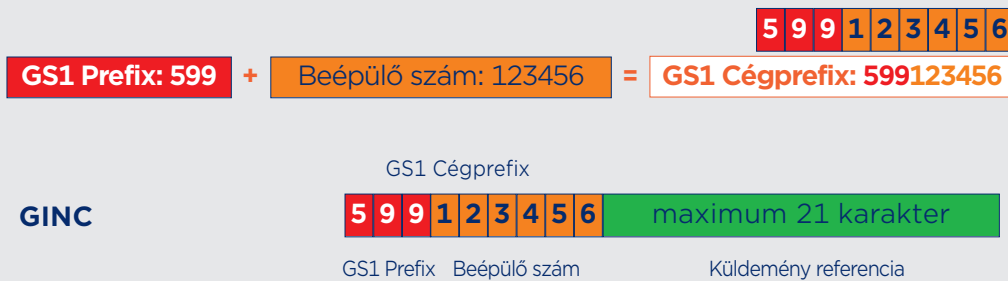 5 9 9 1 2 3 4 5 6
GS1 Prefix: 599 + Beépülő szám: 123456 = GS1 Cégprefix: 599123456
GS1 Cégprefix
GINC 5 9 9 1 2 3 4 5 6 maximum 21 karakter
GS1 Prefix Beépülő szám Küldemény referencia